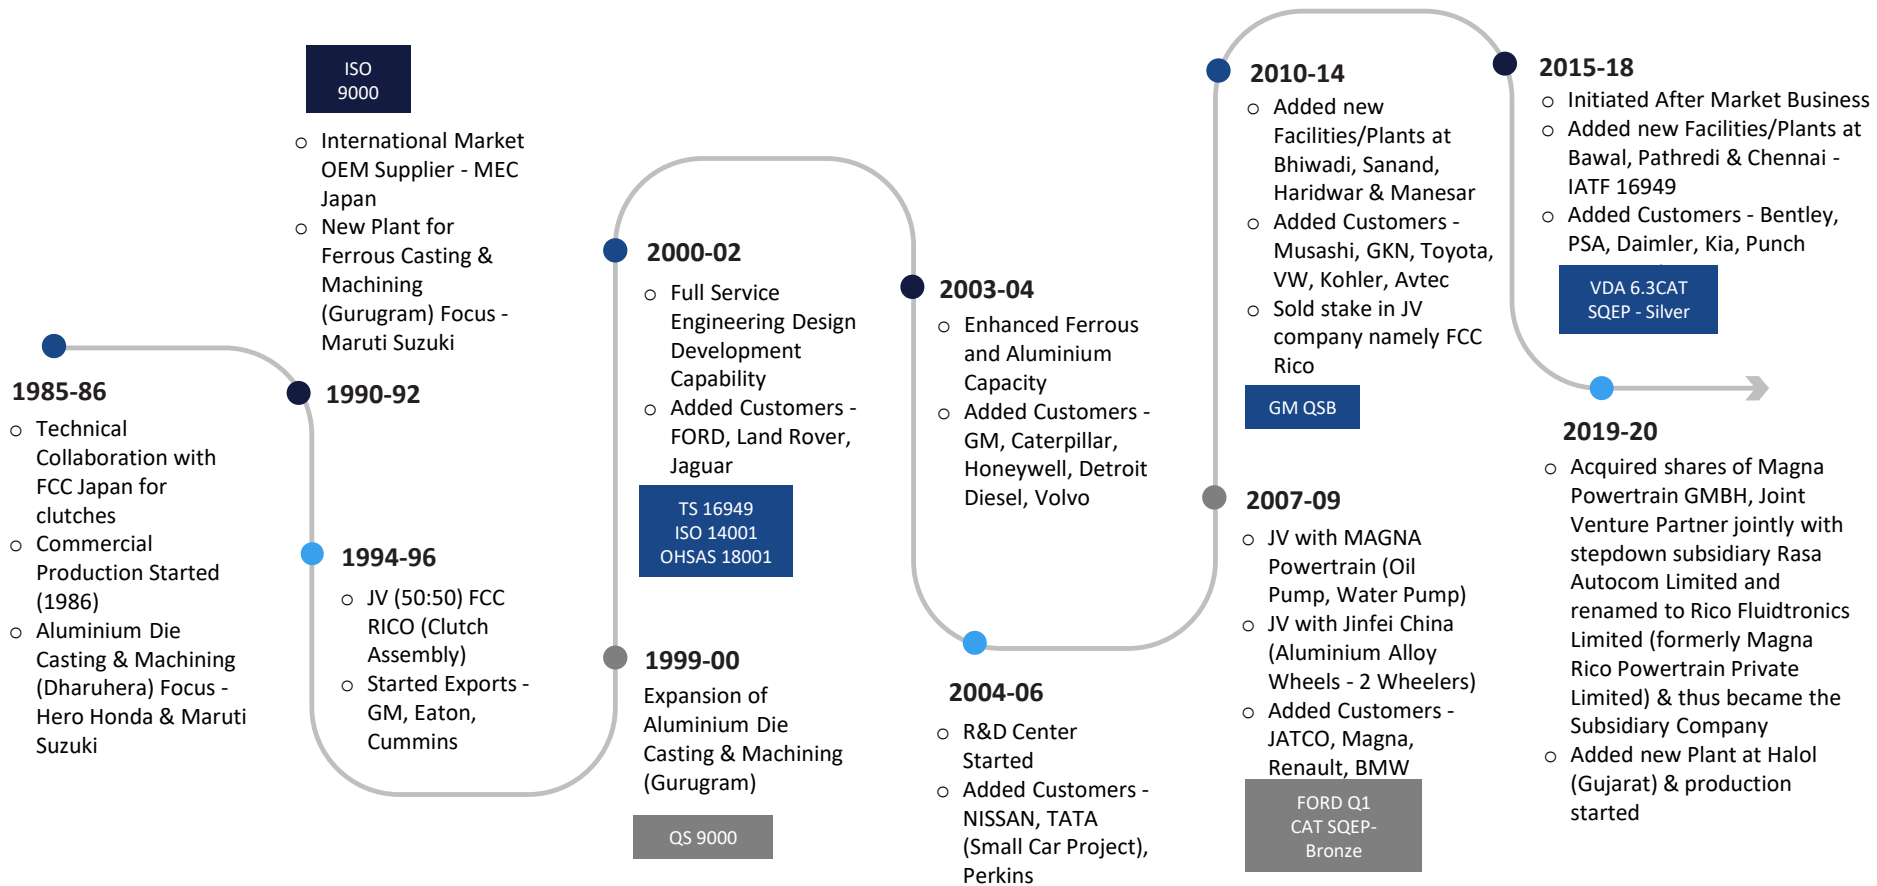 1985-86
○ Technical
Collaboration with
FCC Japan for
clutches
○ Commercial
Production Started
(1986)
○ Aluminium Die
Casting & Machining
(Dharuhera) Focus -
Hero Honda & Maruti
Suzuki
ISO
9000
○ International Market
OEM Supplier - MEC
Japan
○ New Plant for
Ferrous Casting &
Machining
(Gurugram) Focus -
Maruti Suzuki
1990-92
1994-96
○ JV (50:50) FCC
RICO (Clutch
Assembly)
○ Started Exports -
GM, Eaton,
Cummins
1999-00
Expansion of
Aluminium Die
Casting & Machining
(Gurugram)
QS 9000
2000-02
○ Full Service
Engineering Design
Development
Capability
○ Added Customers -
FORD, Land Rover,
Jaguar
TS 16949
ISO 14001
OHSAS 18001
2003-04
○ Enhanced Ferrous
and Aluminium
Capacity
○ Added Customers -
GM, Caterpillar,
Honeywell, Detroit
Diesel, Volvo
2004-06
○ R&D Center
Started
○ Added Customers -
NISSAN, TATA
(Small Car Project),
Perkins
2007-09
○ JV with MAGNA
Powertrain (Oil
Pump, Water Pump)
○ JV with Jinfei China
(Aluminium Alloy
Wheels - 2 Wheelers)
○ Added Customers -
JATCO, Magna,
Renault, BMW
FORD Q1
CAT SQEP-
Bronze
2010-14
○ Added new
Facilities/Plants at
Bhiwadi, Sanand,
Haridwar & Manesar
○ Added Customers -
Musashi, GKN, Toyota,
VW, Kohler, Avtec
○ Sold stake in JV
company namely FCC
Rico
GM QSB
2015-18
○ Initiated After Market Business
○ Added new Facilities/Plants at
Bawal, Pathredi & Chennai -
IATF 16949
○ Added Customers - Bentley,
PSA, Daimler, Kia, Punch
VDA 6.3CAT
SQEP - Silver
2019-20
○ Acquired shares of Magna
Powertrain GMBH, Joint
Venture Partner jointly with
stepdown subsidiary Rasa
Autocom Limited and
renamed to Rico Fluidtronics
Limited (formerly Magna
Rico Powertrain Private
Limited) & thus became the
Subsidiary Company
○ Added new Plant at Halol
(Gujarat) & production
started